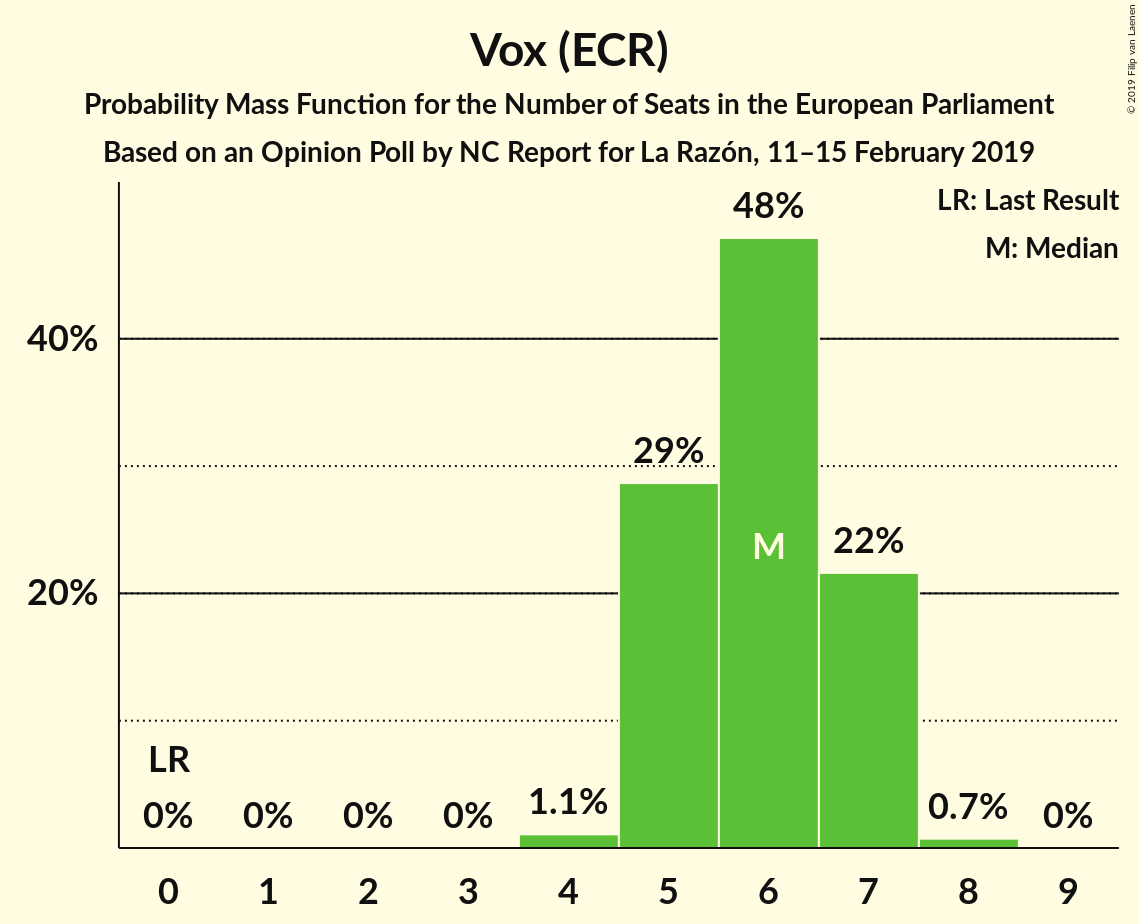 Vox (ECR)
Probability Mass Function for the Number of Seats in the European Parliament
Based on an Opinion Poll by NC Report for La Razón, 11–15 February 2019
© 2019 Filip van Laenen
LR: Last Result
M: Median
48%
40%
29%
M
22%
20%
LR
0% 0% 0% 0% 1.1% 0.7% 0%
0 1 2 3 4 5 6 7 8 9